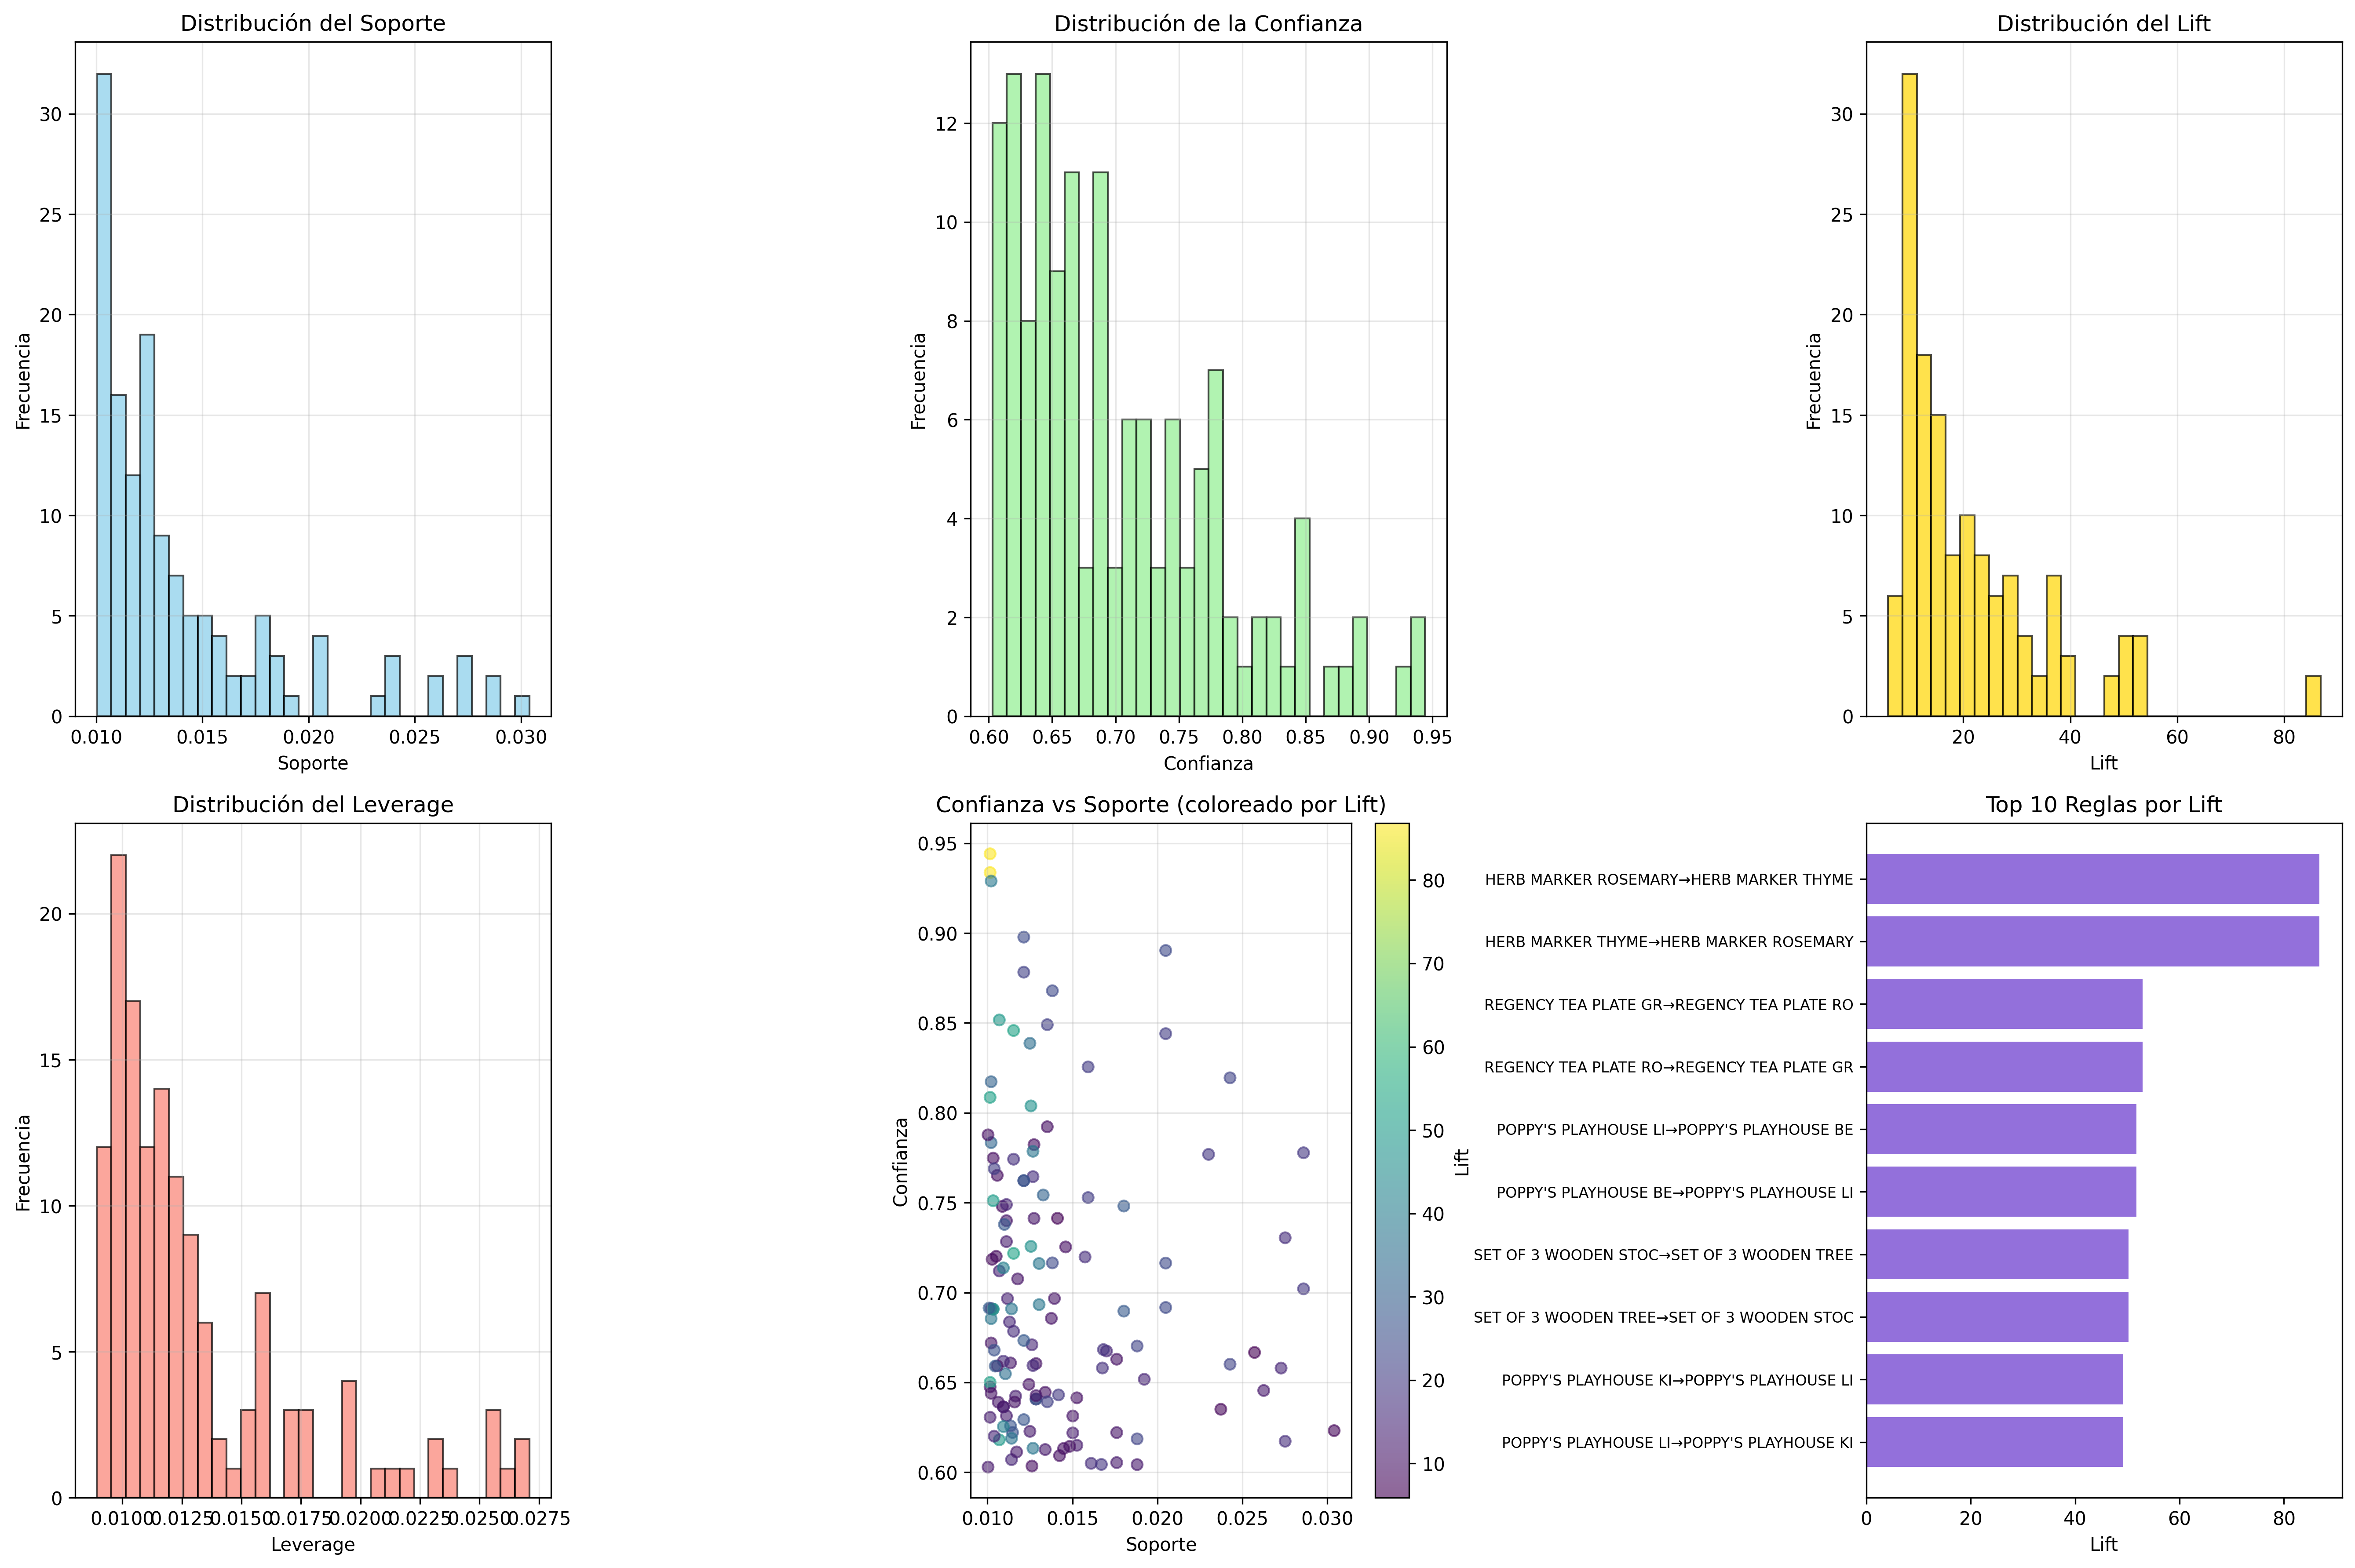 Distribución del Soporte
Frecuencia
30
25
20
15
10
5
0
0.010 0.015 0.020 0.025 0.030
Soporte
Distribución de la Confianza
Frecuencia
12
10
8
6
4
2
0
0.60 0.65 0.70 0.75 0.80 0.85 0.90 0.95
Confianza
Distribución del Lift
Frecuencia
30
25
20
15
10
5
0
20 40 60 80
Lift
Distribución del Leverage
Frecuencia
20
15
10
5
0
0.0100 0.0125 0.0150 0.0175 0.0200 0.0225 0.0250 0.0275
Leverage
Confianza vs Soporte (coloreado por Lift)
Confianza
0.95
0.90
0.85
0.80
0.75
0.70
0.65
0.60
0.010 0.015 0.020 0.025 0.030
Soporte
80
70
60
50
40
30
20
10
Lift
Top 10 Reglas por Lift
HERB MARKER ROSEMARY→HERB MARKER THYME
HERB MARKER THYME→HERB MARKER ROSEMARY
REGENCY TEA PLATE GR→REGENCY TEA PLATE RO
REGENCY TEA PLATE RO→REGENCY TEA PLATE GR
POPPY'S PLAYHOUSE LI→POPPY'S PLAYHOUSE BE
POPPY'S PLAYHOUSE BE→POPPY'S PLAYHOUSE LI
SET OF 3 WOODEN STOC→SET OF 3 WOODEN TREE
SET OF 3 WOODEN TREE→SET OF 3 WOODEN STOC
POPPY'S PLAYHOUSE KI→POPPY'S PLAYHOUSE LI
POPPY'S PLAYHOUSE LI→POPPY'S PLAYHOUSE KI
0 20 40 60 80
Lift